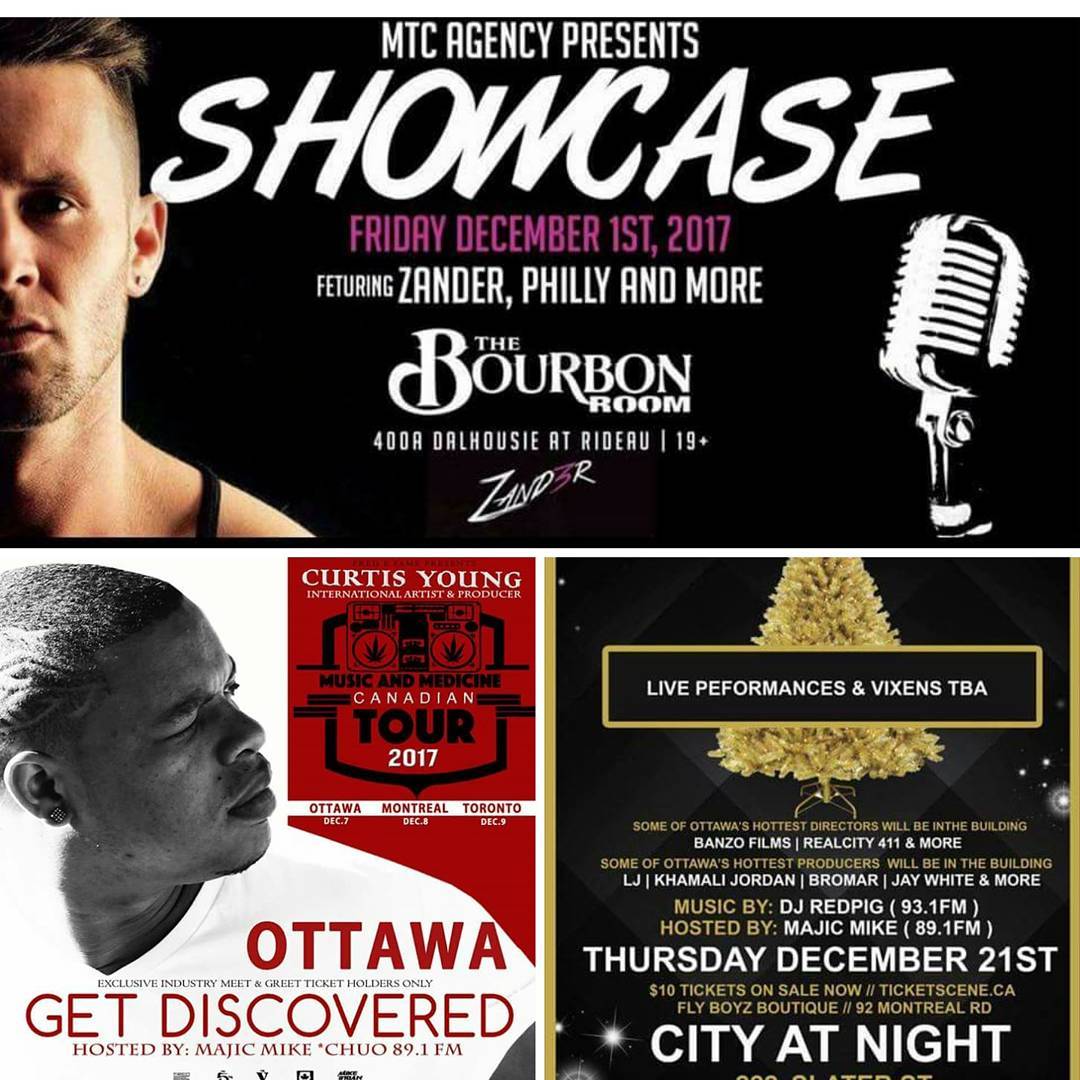 MTC AGENCY PRESENTS
SHOWCASE
FRIDAY DECEMBER 1ST, 2017
FETURING ZANDER, PHILLY AND MORE
THE
BOURBON
ROOM
400A DALHOUSIE AT RIDEAU | 19+
ZAND3R
CURTIS YOUNG
INTERNATIONAL ARTIST & PRODUCER
MUSIC AND MEDICINE
CANADIAN
TOUR
2017
OTTAWA MONTREAL TORONTO
DEC.7 DEC.8 DEC.9
OTTAWA
EXCLUSIVE INDUSTRY MEET & GREET TICKET HOLDERS ONLY
GET DISCOVERED
HOSTED BY: MAJIC MIKE *CHUO 89.1 FM
LIVE PEFORMANCES & VIXENS TBA
SOME OF OTTAWA'S HOTTEST DIRECTORS WILL BE INTHE BUILDING
BANZO FILMS | REALCITY 411 & MORE
SOME OF OTTAWA'S HOTTEST PRODUCERS WILL BE IN THE BUILDING
LJ | KHAMALI JORDAN | BROMAR | JAY WHITE & MORE
MUSIC BY: DJ REDPIG ( 93.1FM )
HOSTED BY: MAJIC MIKE ( 89.1FM )
THURSDAY DECEMBER 21ST
$10 TICKETS ON SALE NOW // TICKETSCENE.CA
FLY BOYZ BOUTIQUE // 92 MONTREAL RD
CITY AT NIGHT